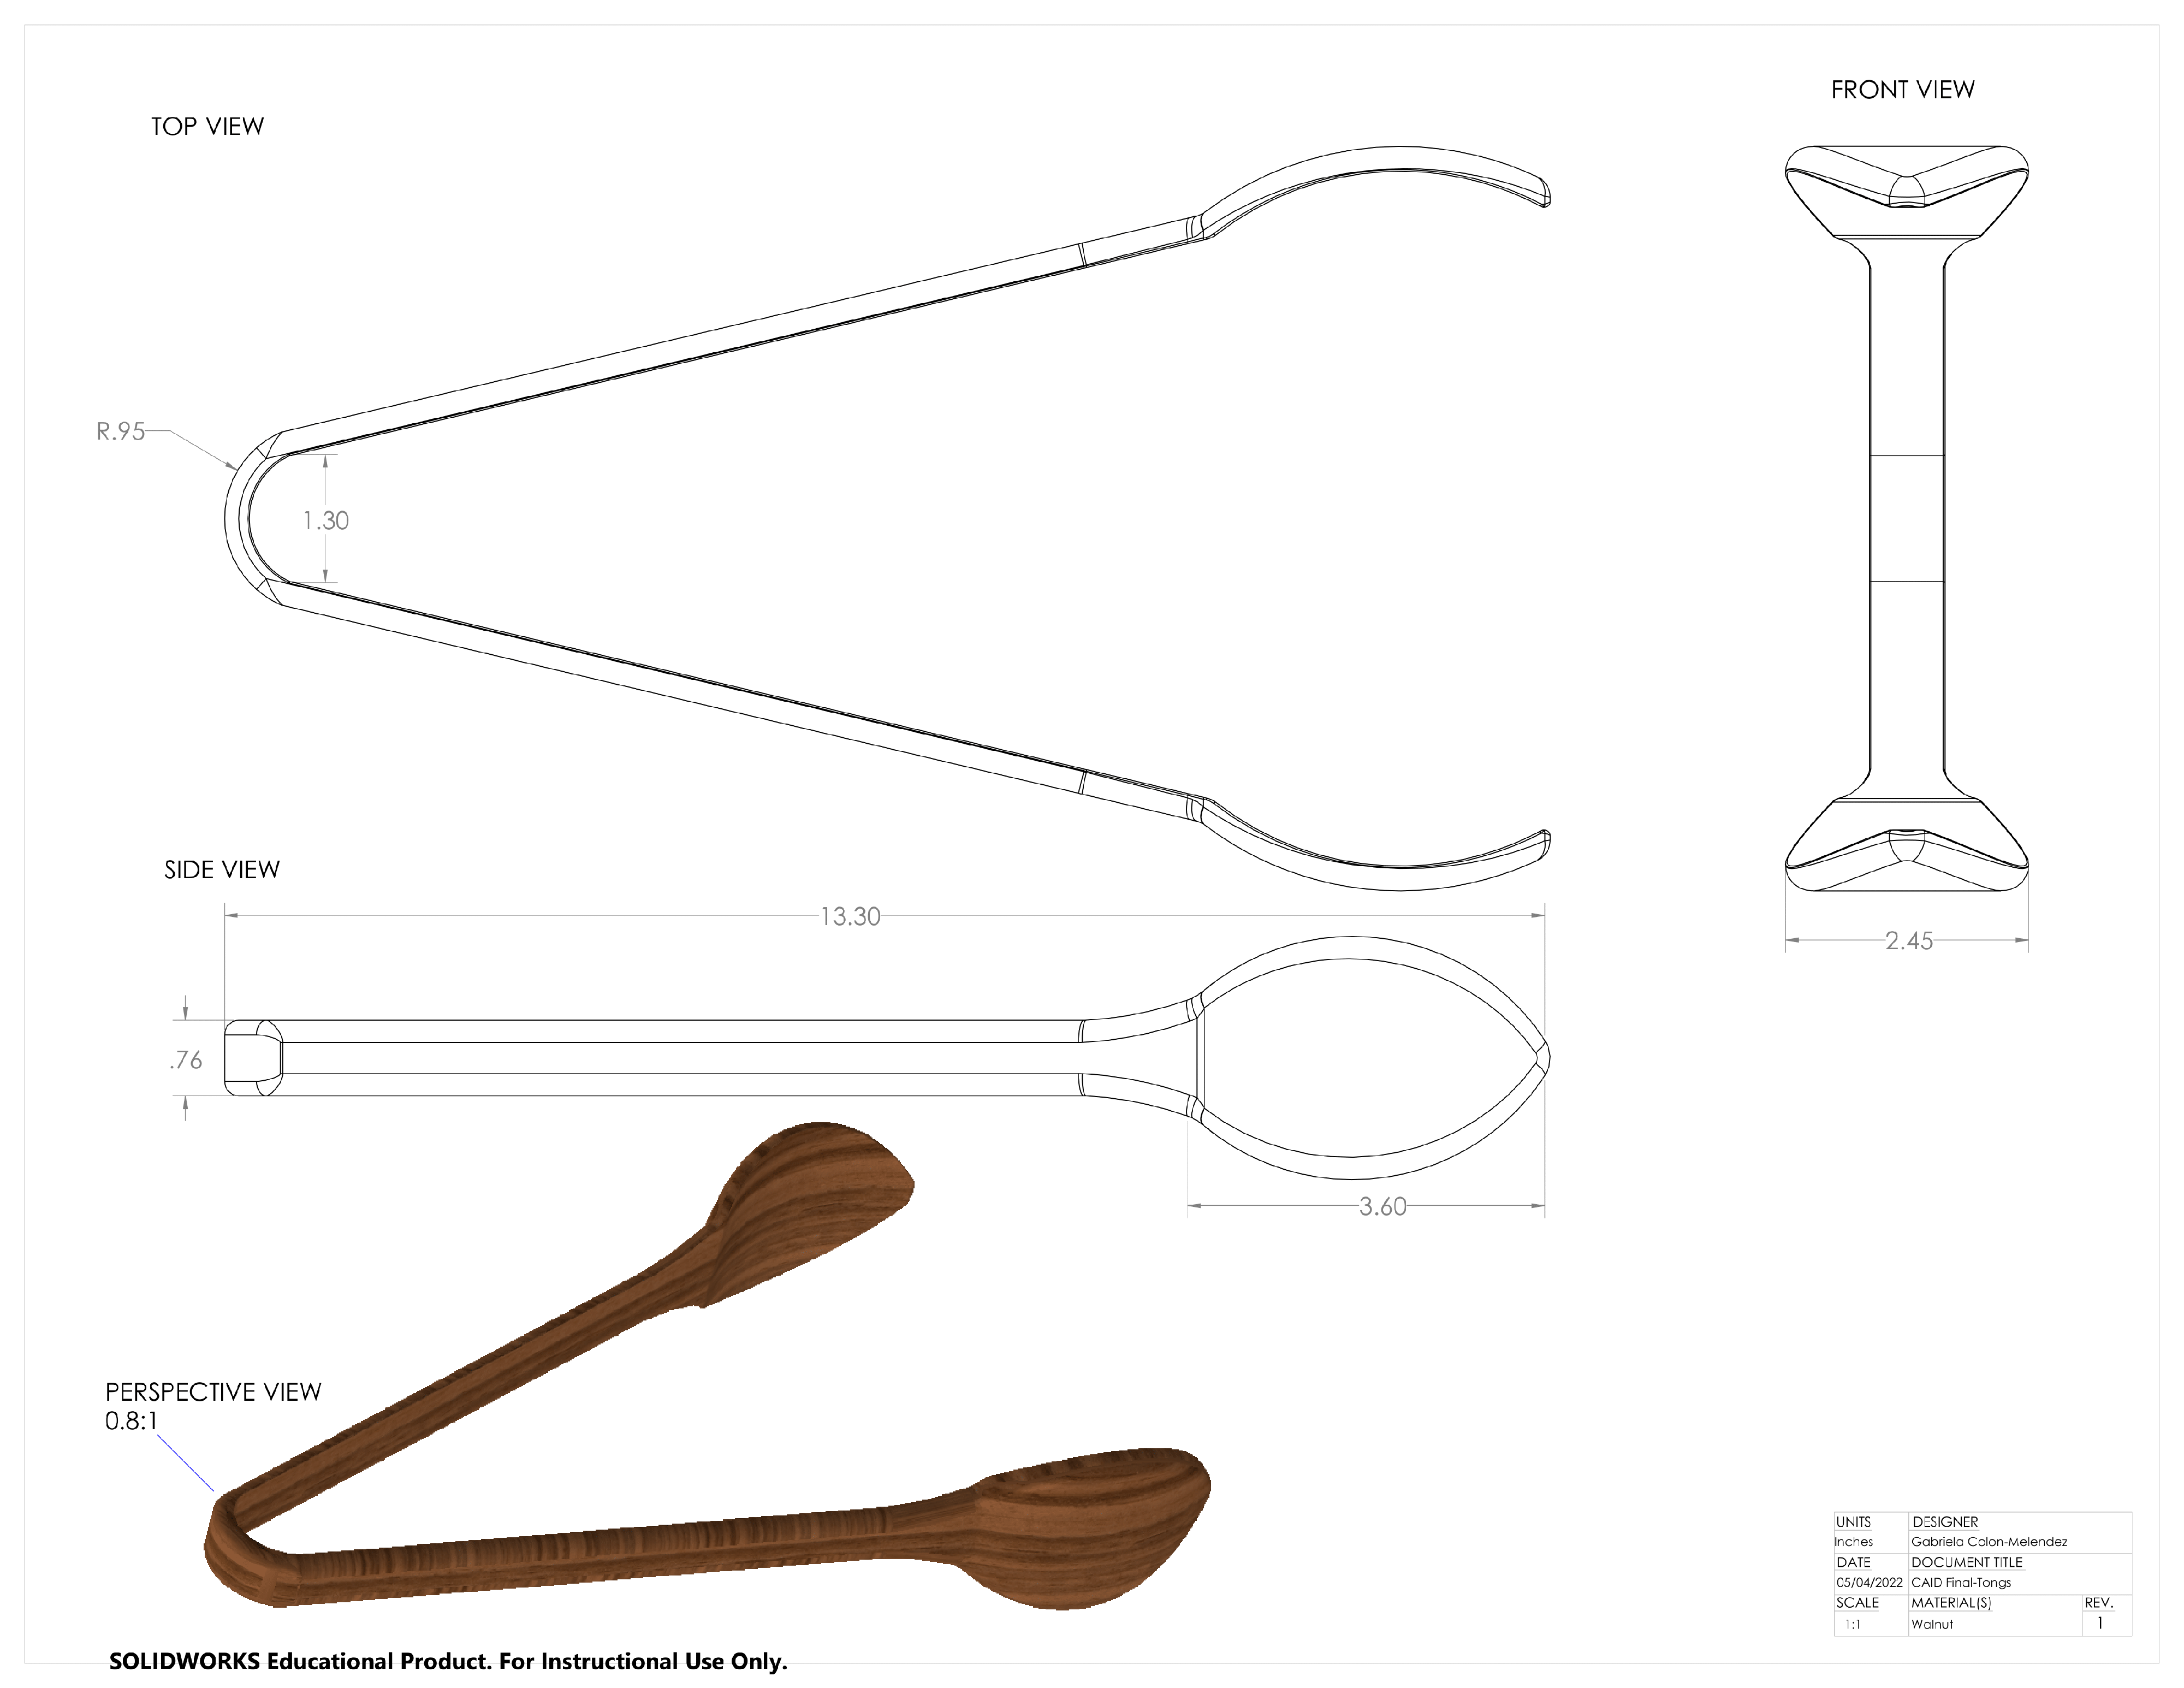 TOP VIEW
FRONT VIEW
R.95
1.30
SIDE VIEW
13.30
2.45
.76
3.60
PERSPECTIVE VIEW
0.8:1
UNITS DESIGNER
Inches Gabriela Colon-Melendez
DATE DOCUMENT TITLE
05/04/2022 CAID Final-Tongs
SCALE MATERIAL(S) REV.
1:1 Walnut 1
SOLIDWORKS Educational Product. For Instructional Use Only.